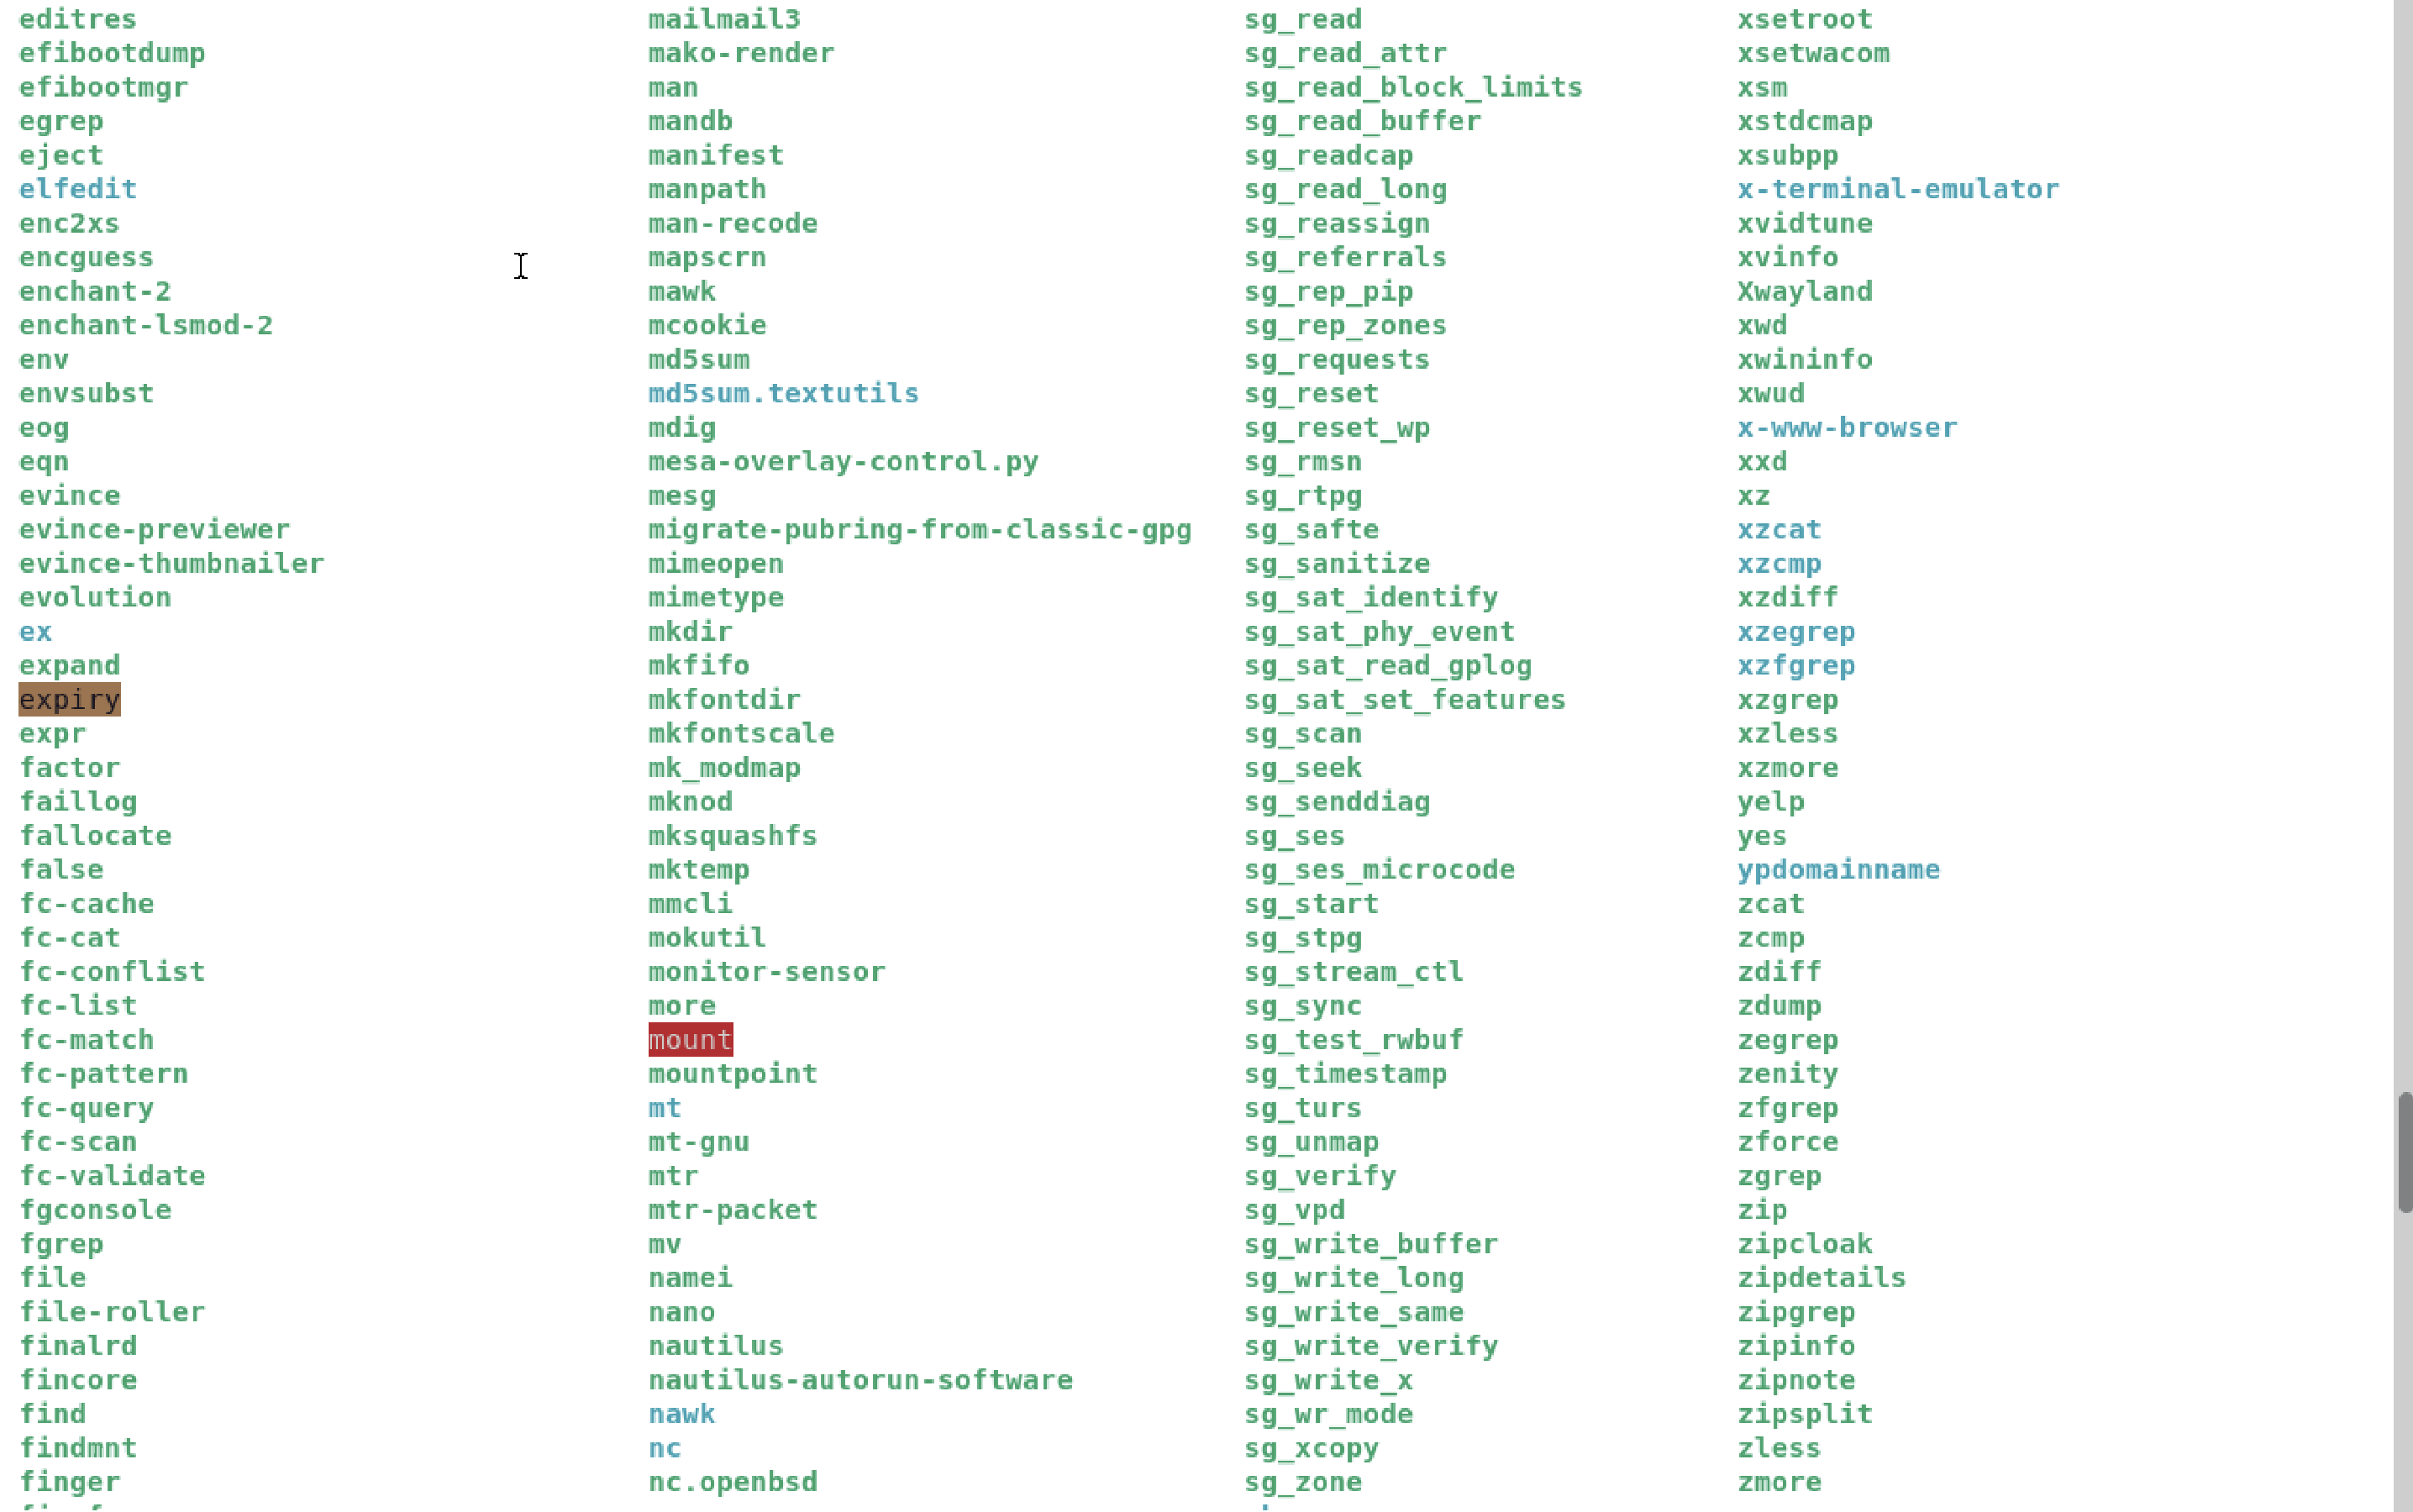 editres mailmail3 sg_read xsetroot
efibootdump mako-render sg_read_attr xsetwacom
efibootmgr man sg_read_block_limits xsm
egrep mandb sg_read_buffer xstdcmap
eject manifest sg_readcap xsubpp
elfedit manpath sg_read_long x-terminal-emulator
enc2xs man-recode sg_reassign xvidtune
encguess mapscrn sg_referrals xvinfo
enchant-2 mawk sg_rep_pip Xwayland
enchant-lsmod-2 mcookie sg_rep_zones xwd
env md5sum sg_requests xwininfo
envsubst md5sum.textutils sg_reset xwud
eog mdig sg_reset_wp x-www-browser
eqn mesa-overlay-control.py sg_rmsn xxd
evince mesg sg_rtpg xz
evince-previewer migrate-pubring-from-classic-gpg sg_safte xzcat
evince-thumbnailer mimeopen sg_sanitize xzcmp
evolution mimetype sg_sat_identify xzdiff
ex mkdir sg_sat_phy_event xzegrep
expand mkfifo sg_sat_read_gplog xzfgrep
expiry mkfontdir sg_sat_set_features xzgrep
expr mkfontscale sg_scan xzless
factor mk_modmap sg_seek xzmore
faillog mknod sg_senddiag yelp
fallocate mksquashfs sg_ses yes
false mktemp sg_ses_microcode ypdomainname
fc-cache mmcli sg_start zcat
fc-cat mokutil sg_stpg zcmp
fc-conflist monitor-sensor sg_stream_ctl zdiff
fc-list more sg_sync zdump
fc-match mount sg_test_rwbuf zegrep
fc-pattern mountpoint sg_timestamp zenity
fc-query mt sg_turs zfgrep
fc-scan mt-gnu sg_unmap zforce
fc-validate mtr sg_verify zgrep
fgconsole mtr-packet sg_vpd zip
fgrep mv sg_write_buffer zipcloak
file namei sg_write_long zipdetails
file-roller nano sg_write_same zipgrep
finalrd nautilus sg_write_verify zipinfo
fincore nautilus-autorun-software sg_write_x zipnote
find nawk sg_wr_mode zipsplit
findmnt nc sg_xcopy zless
finger nc.openbsd sg_zone zmore